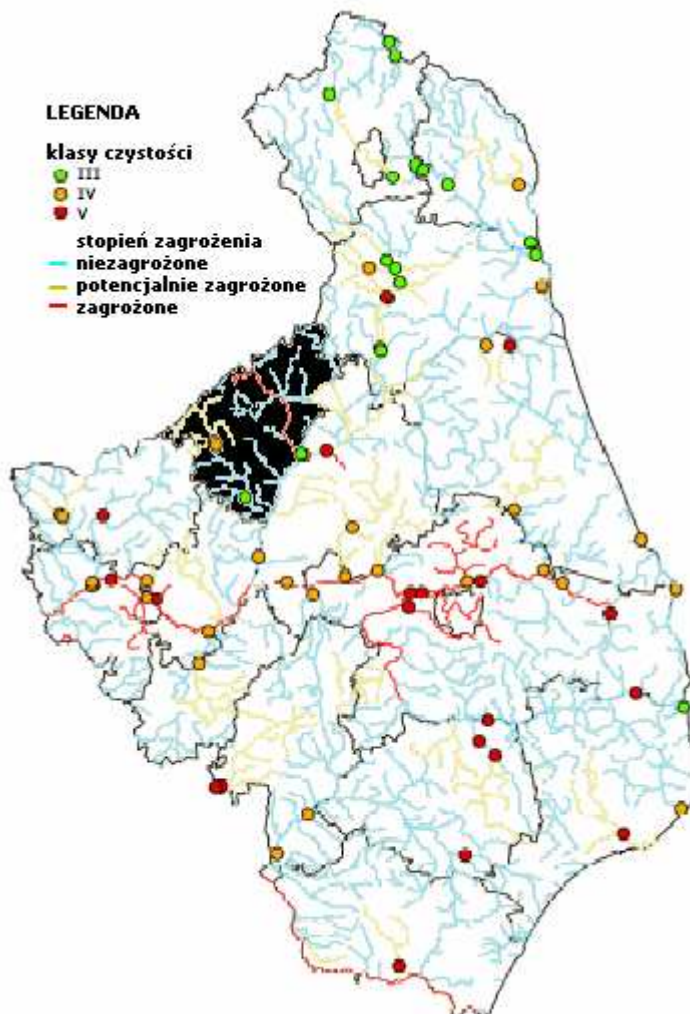 LEGENDA
klasy czystości
III
IV
V
stopień zagrożenia
niezagrożone
potencjalnie zagrożone
zagrożone